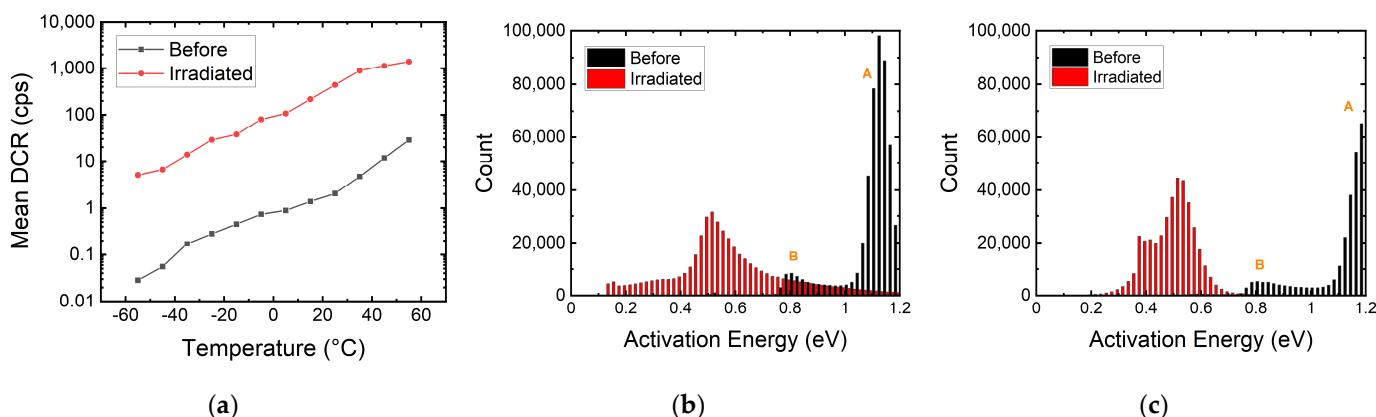 10,000
1,000
100
10
1
0.1
0.01
Mean DCR (cps)
Before
Irradiated
-60 -40 -20 0 20 40 60
Temperature (°C)
(a)
100,000
80,000
60,000
40,000
20,000
0
Count
Before
Irradiated
A
B
0 0.2 0.4 0.6 0.8 1 1.2
Activation Energy (eV)
(b)
100,000
80,000
60,000
40,000
20,000
0
Count
Before
Irradiated
A
B
0 0.2 0.4 0.6 0.8 1 1.2
Activation Energy (eV)
(c)